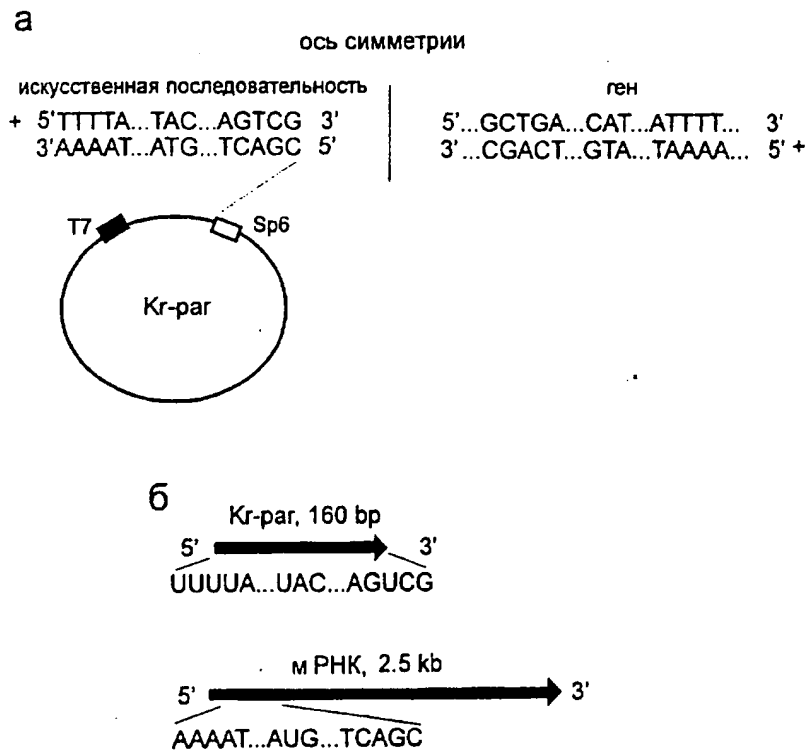 а
ось симметрии
искусственная последовательность
ген
+ 5'TTTTA...TAC...AGTCG 3'
3'AAAAT...ATG...TCAGC 5'
5'...GCTGA...CAT...ATTTT... 3'
3'...CGACT...GTA...TAAAA... 5' +
T7
Sp6
Kr-par
б
Kr-par, 160 bp
5' 3'
UUUUA...UAC...AGUCG
м РНК, 2.5 kb
5' 3'
AAAAT...AUG...TCAGC